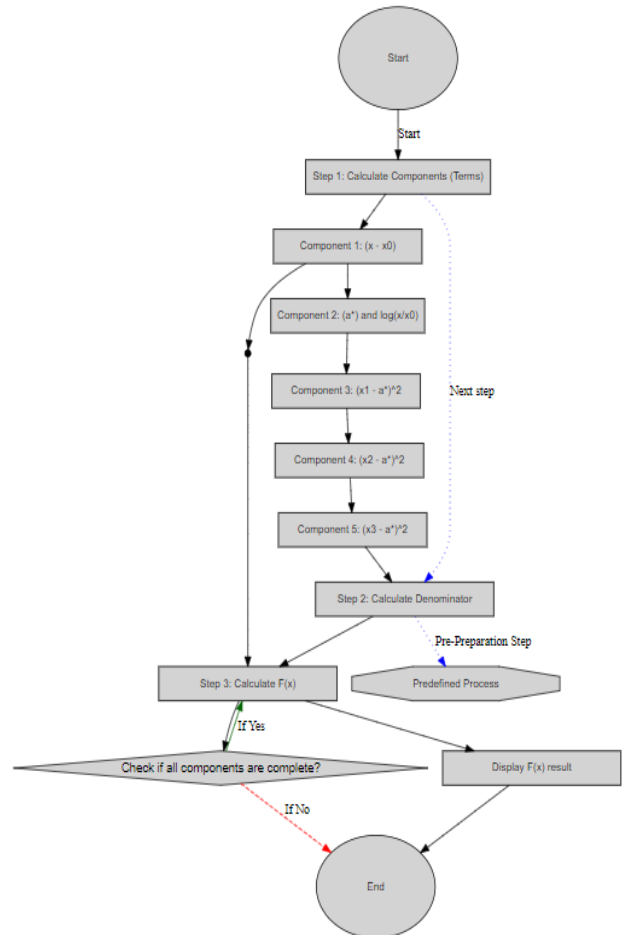 Start
Start
Step 1: Calculate Components (Terms)
Component 1: (x - x0)
Component 2: (a*) and log(x/x0)
Component 3: (x1 - a*)^2
Next step
Component 4: (x2 - a*)^2
Component 5: (x3 - a*)^2
Step 2: Calculate Denominator
Pre-Preparation Step
Step 3: Calculate F(x)
Predefined Process
If Yes
Check if all components are complete?
Display F(x) result
If No
End